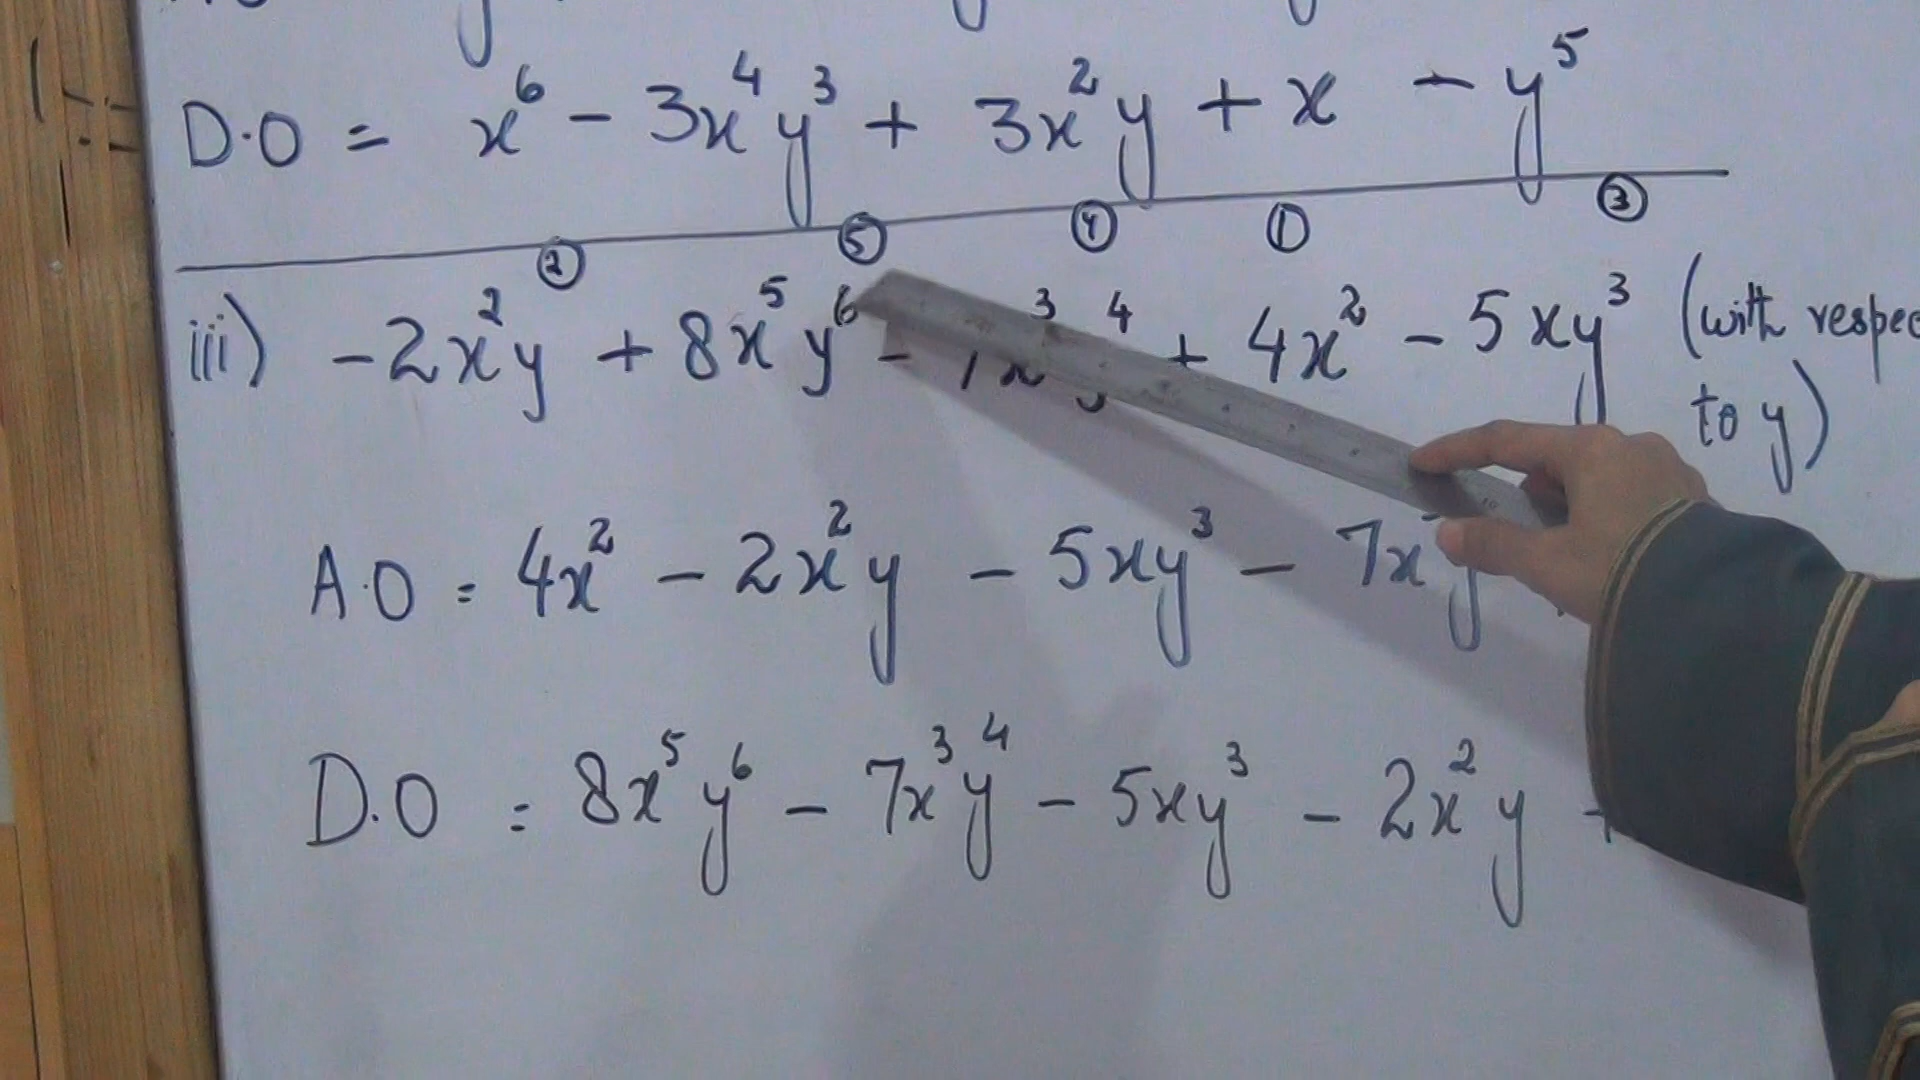 D.O = x⁶ - 3x⁴y³ + 3x²y + x - y⁵
② ⑤ ④ ① ③
iii) -2x²y + 8x⁵y⁶ - 7x³y⁴ + 4x² - 5xy³ (with respec
to y)
A.O = 4x² - 2x²y - 5xy³ - 7x y
D.O = 8x⁵y⁶ - 7x³y⁴ - 5xy³ - 2x²y +